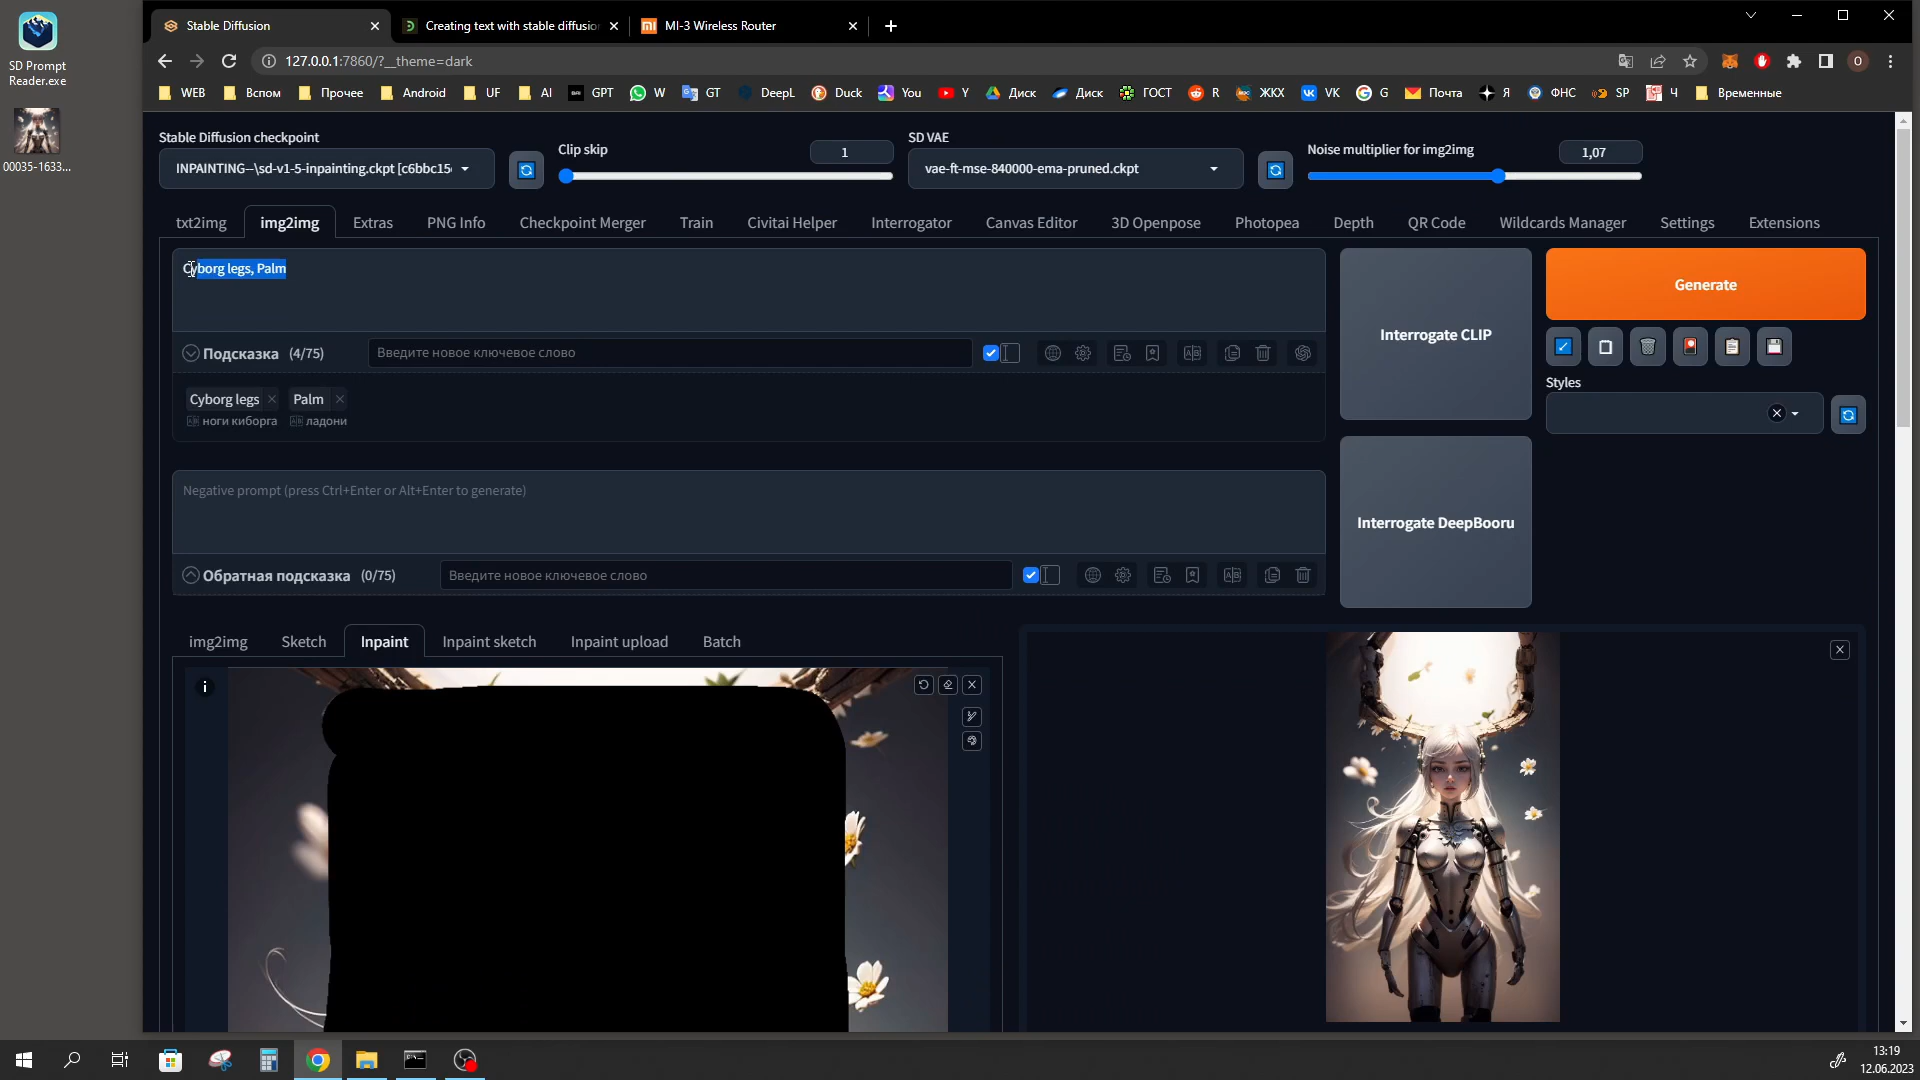 SD Prompt
Reader.exe
00035-1633...
Stable Diffusion
Creating text with stable diffusion
MI-3 Wireless Router
127.0.0.1:7860/?__theme=dark
O
WEB
Вспом
Прочее
Android
UF
AI
GPT
W
GT
DeepL
Duck
You
Y
Диск
Диск
ГОСТ
R
ЖКХ
VK
G
Почта
Я
ФНС
SP
Ч
Временные
Stable Diffusion checkpoint
INPAINTING--\sd-v1-5-inpainting.ckpt [c6bbc15
Clip skip
1
SD VAE
vae-ft-mse-840000-ema-pruned.ckpt
Noise multiplier for img2img
1,07
txt2img
img2img
Extras
PNG Info
Checkpoint Merger
Train
Civitai Helper
Interrogator
Canvas Editor
3D Openpose
Photopea
Depth
QR Code
Wildcards Manager
Settings
Extensions
Cyborg legs, Palm
Interrogate CLIP
Generate
Подсказка (4/75)
Введите новое ключевое слово
Styles
Cyborg legs
Palm
ноги киборга
ладони
Negative prompt (press Ctrl+Enter or Alt+Enter to generate)
Interrogate DeepBooru
Обратная подсказка (0/75)
Введите новое ключевое слово
img2img
Sketch
Inpaint
Inpaint sketch
Inpaint upload
Batch
13:19
12.06.2023